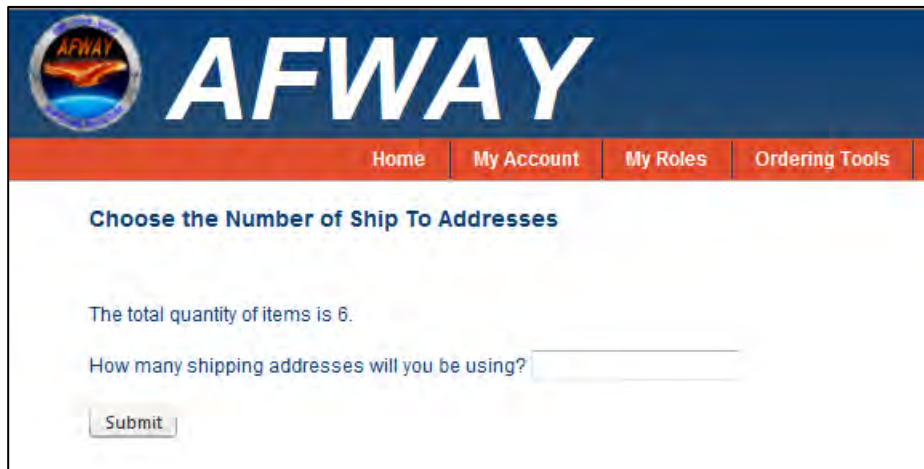 AFWAY
AFWAY
Home My Account My Roles Ordering Tools
Choose the Number of Ship To Addresses
The total quantity of items is 6.
How many shipping addresses will you be using?
Submit